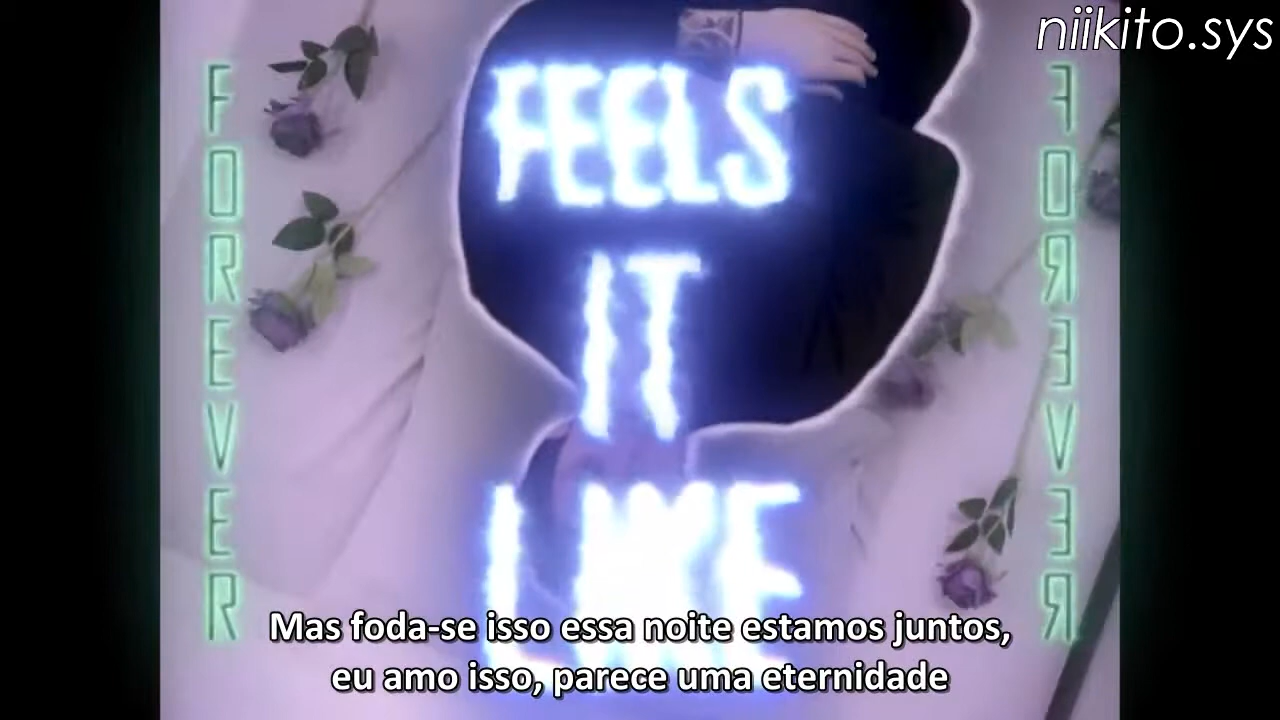 niikito.sys
FOREVER
FEELS
IT
LIKE
FOREVER
Mas foda-se isso essa noite estamos juntos,
eu amo isso, parece uma eternidade